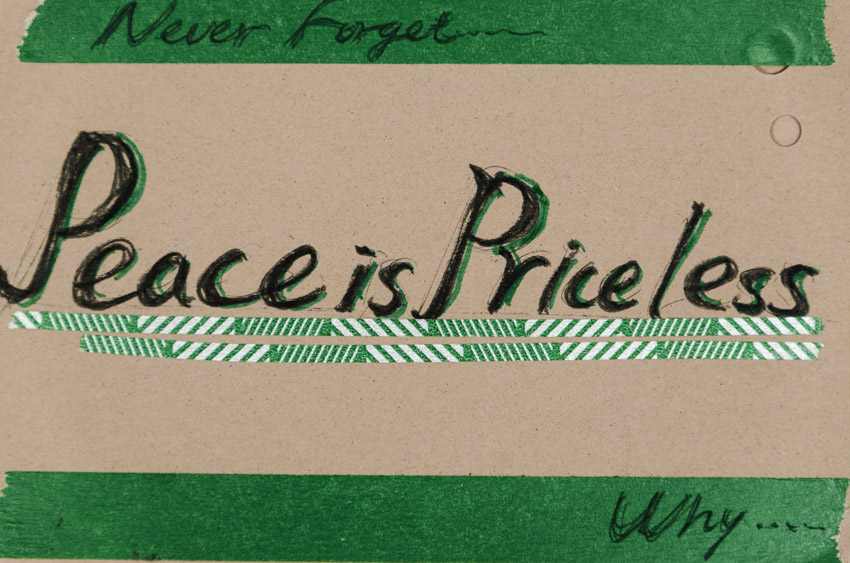 Never Forget.....
Peace is Priceless
Why.....